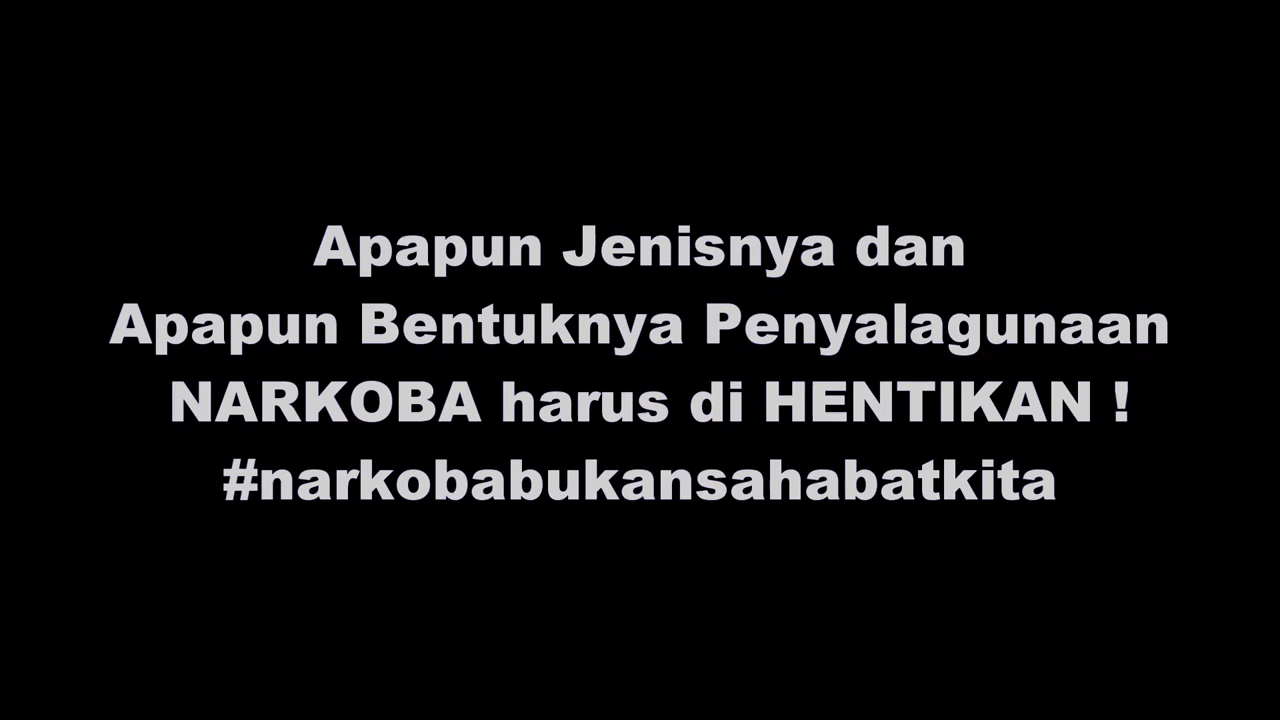 Apapun Jenisnya dan
Apapun Bentuknya Penyalagunaan
NARKOBA harus di HENTIKAN !
#narkobabukansahabatkita